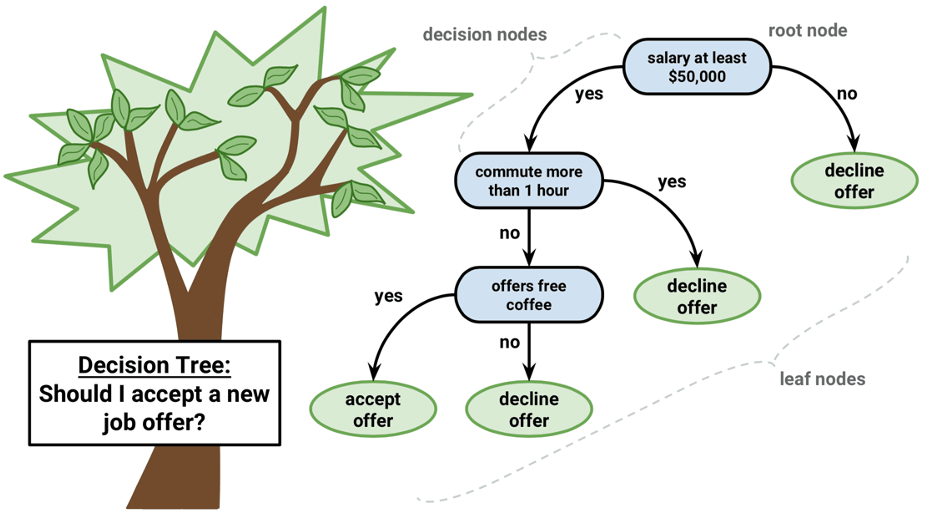 decision nodes
root node
salary at least
$50,000
yes
no
commute more
than 1 hour
yes
decline
offer
no
offers free
coffee
decline
offer
yes
no
Decision Tree:
Should I accept a new
job offer?
accept
offer
decline
offer
leaf nodes